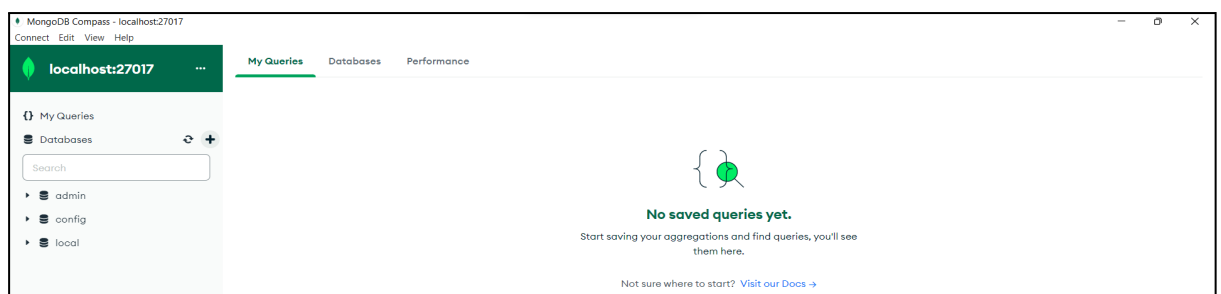 MongoDB Compass - localhost:27017
Connect Edit View Help
localhost:27017 ...
My Queries Databases Performance
{} My Queries
Databases
Search
admin
config
local
No saved queries yet.
Start saving your aggregations and find queries, you'll see
them here.
Not sure where to start? Visit our Docs →